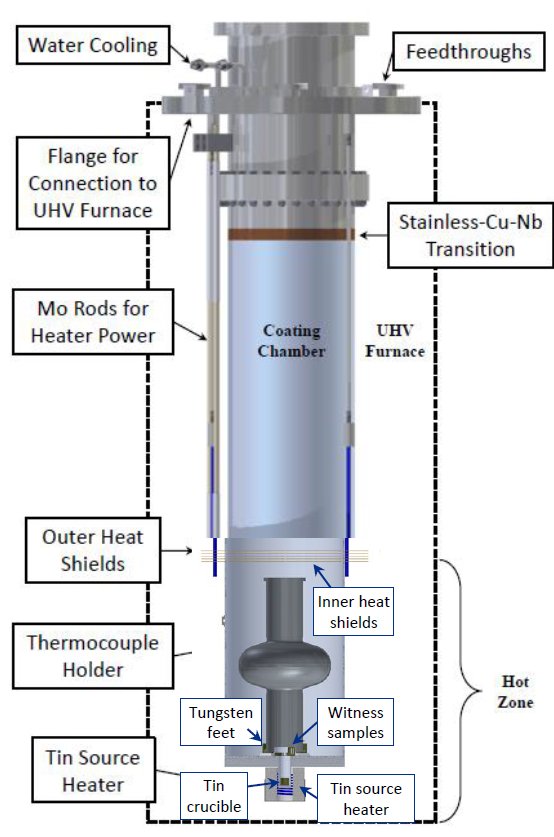 Water Cooling
Feedthroughs
Flange for
Connection to
UHV Furnace
Stainless-Cu-Nb
Transition
Mo Rods for
Heater Power
Coating
Chamber
UHV
Furnace
Outer Heat
Shields
Inner heat
shields
Thermocouple
Holder
Hot
Zone
Tungsten
feet
Witness
samples
Tin Source
Heater
Tin
crucible
Tin source
heater